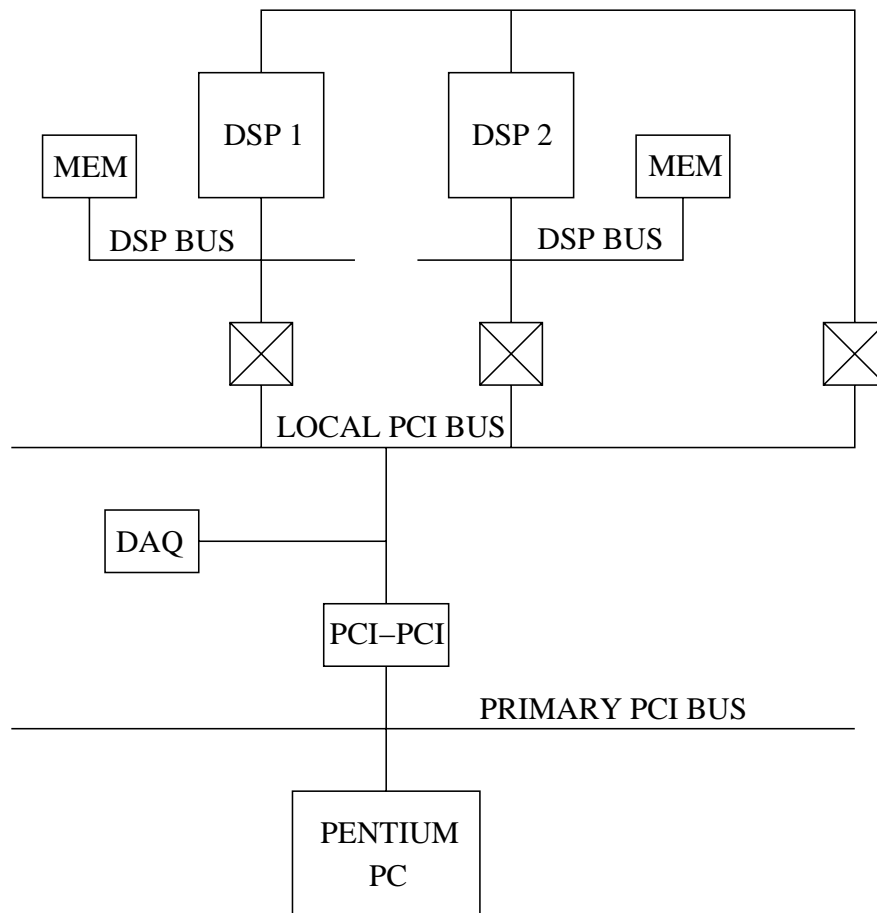 DSP 1
DSP 2
MEM
MEM
DSP BUS
DSP BUS
LOCAL PCI BUS
DAQ
PCI–PCI
PRIMARY PCI BUS
PENTIUM
PC